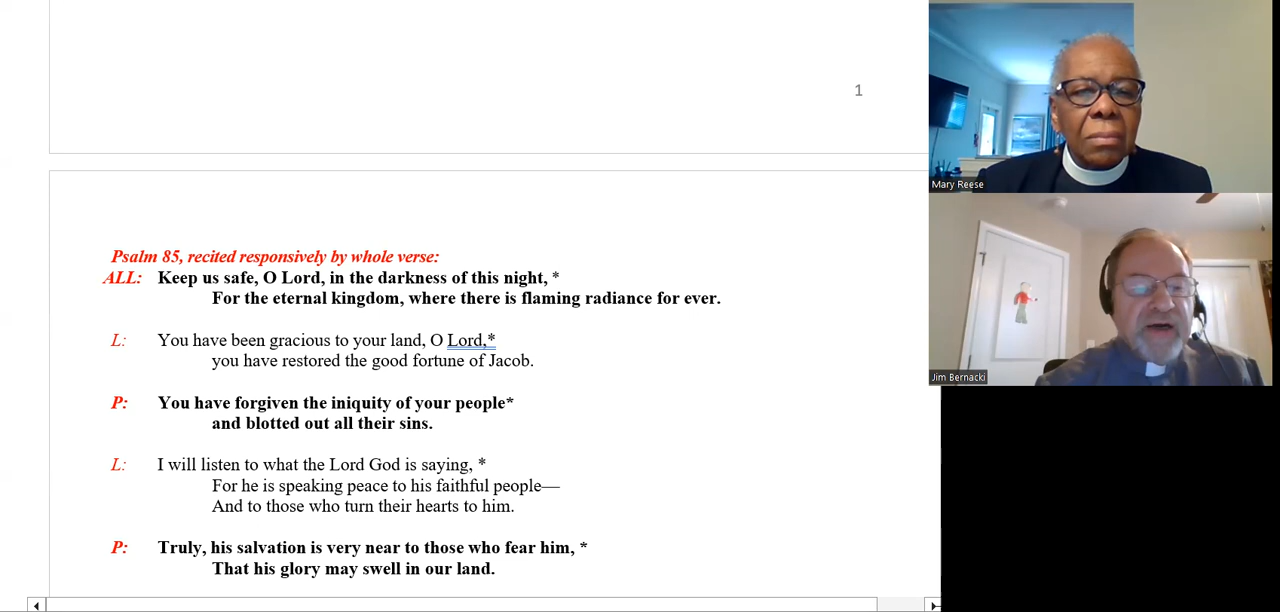 1
Psalm 85, recited responsively by whole verse:
ALL: Keep us safe, O Lord, in the darkness of this night, *
For the eternal kingdom, where there is flaming radiance for ever.
L: You have been gracious to your land, O Lord,*
you have restored the good fortune of Jacob.
P: You have forgiven the iniquity of your people*
and blotted out all their sins.
L: I will listen to what the Lord God is saying, *
For he is speaking peace to his faithful people—
And to those who turn their hearts to him.
P: Truly, his salvation is very near to those who fear him, *
That his glory may swell in our land.
Mary Reese
Jim Bernacki